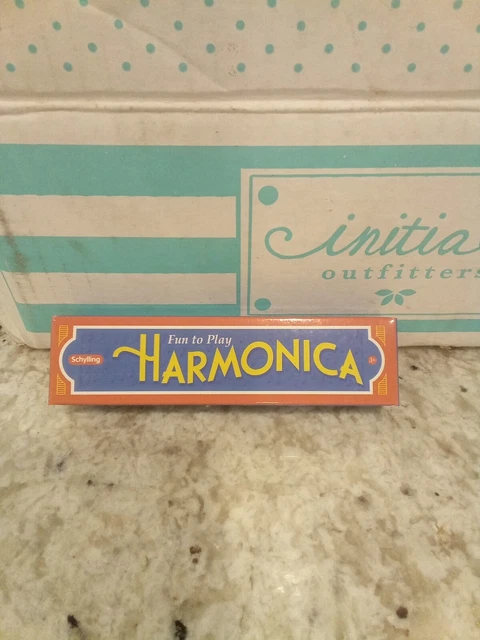 initia
outfitters
Fun to Play
Schylling
HARMONICA
3+